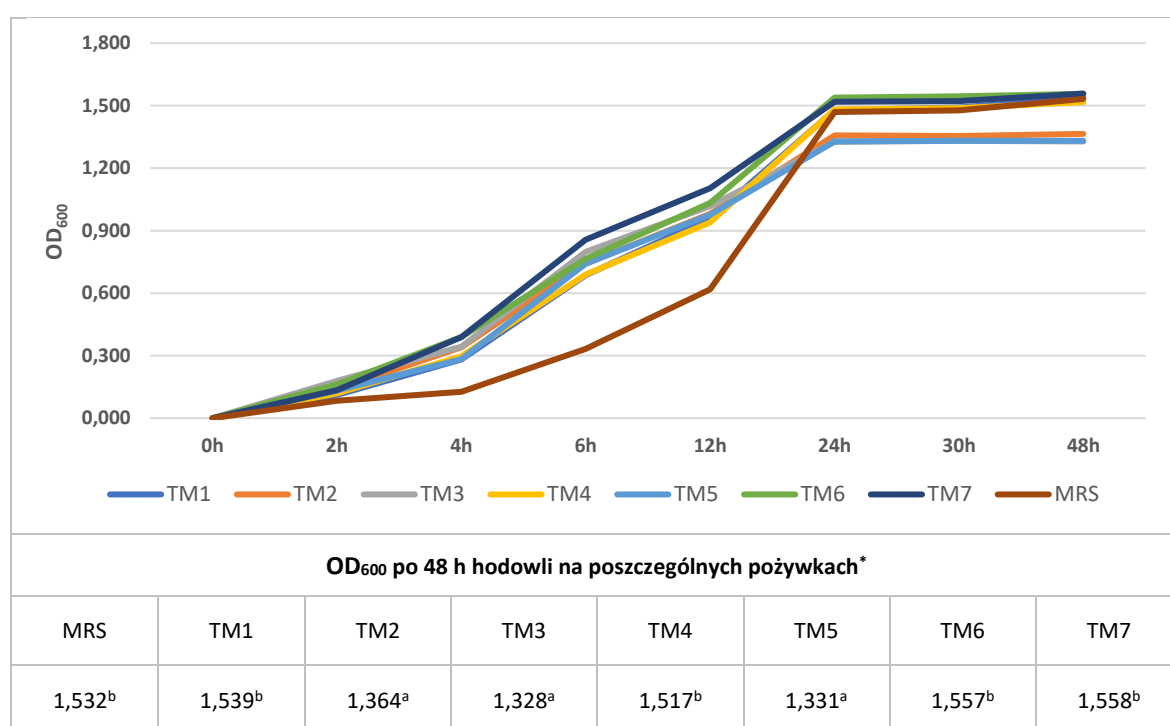 1,800
1,500
1,200
0,900
0,600
0,300
0,000
OD600
0h 2h 4h 6h 12h 24h 30h 48h
TM1 TM2 TM3 TM4 TM5 TM6 TM7 MRS
OD600 po 48 h hodowli na poszczególnych pożywkach*
MRS TM1 TM2 TM3 TM4 TM5 TM6 TM7
1,532b 1,539b 1,364a 1,328a 1,517b 1,331a 1,557b 1,558b